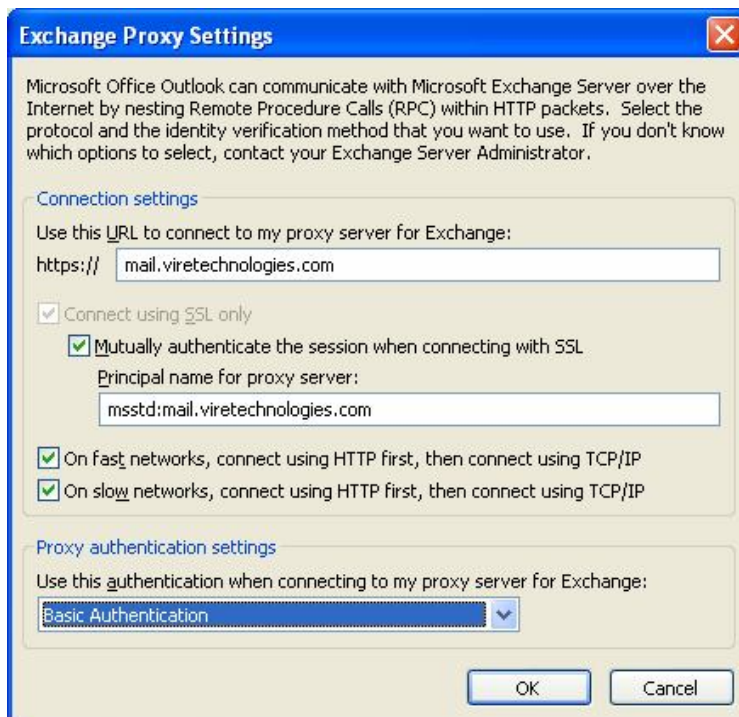 Exchange Proxy Settings
Microsoft Office Outlook can communicate with Microsoft Exchange Server over the
Internet by nesting Remote Procedure Calls (RPC) within HTTP packets.  Select the
protocol and the identity verification method that you want to use.  If you don't know
which options to select, contact your Exchange Server Administrator.
Connection settings
Use this URL to connect to my proxy server for Exchange:
https:// mail.viretechnologies.com
Connect using SSL only
Mutually authenticate the session when connecting with SSL
Principal name for proxy server:
msstd:mail.viretechnologies.com
On fast networks, connect using HTTP first, then connect using TCP/IP
On slow networks, connect using HTTP first, then connect using TCP/IP
Proxy authentication settings
Use this authentication when connecting to my proxy server for Exchange:
Basic Authentication
OK Cancel